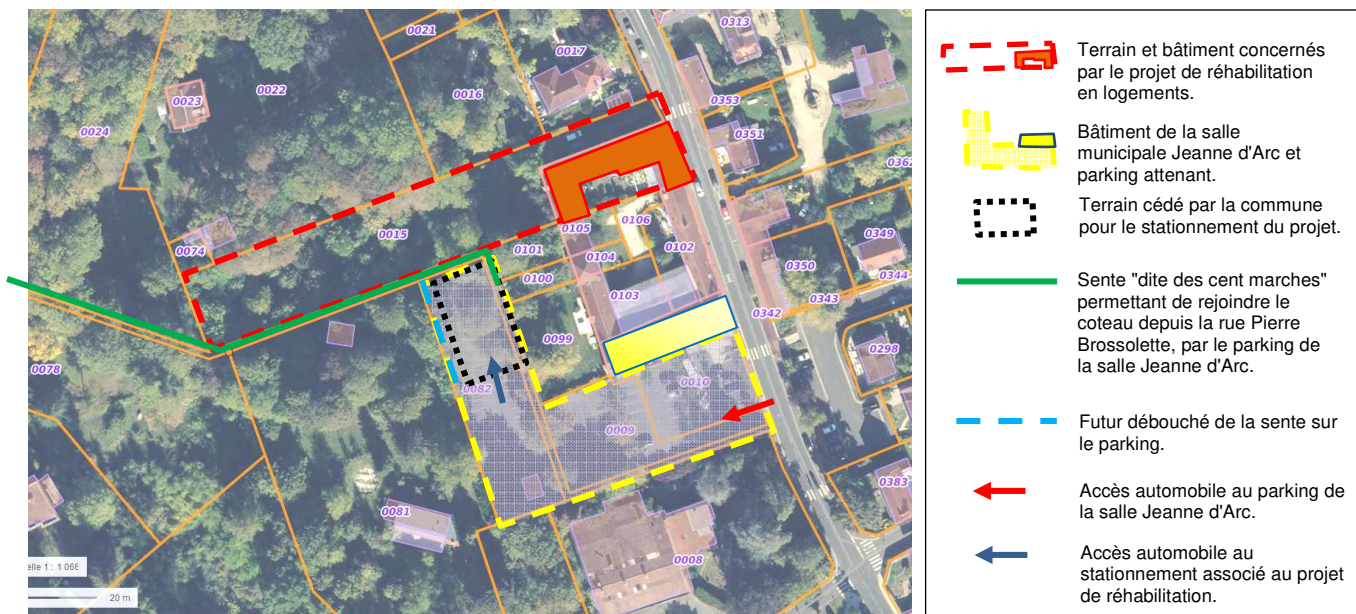 0021
0313
0017
0022
0023
0016
0353
0024
0351
0362
0106
0015
0105
0102
0349
0074
0101
0104
0350
0100
0344
0343
0103
0342
0099
0298
0078
0082
0010
0009
0383
0081
0008
elle 1 : 1 066
20 m
Terrain et bâtiment concernés
par le projet de réhabilitation
en logements.
Bâtiment de la salle
municipale Jeanne d'Arc et
parking attenant.
Terrain cédé par la commune
pour le stationnement du projet.
Sente "dite des cent marches"
permettant de rejoindre le
coteau depuis la rue Pierre
Brossolette, par le parking de
la salle Jeanne d'Arc.
Futur débouché de la sente sur
le parking.
Accès automobile au parking de
la salle Jeanne d'Arc.
Accès automobile au
stationnement associé au projet
de réhabilitation.